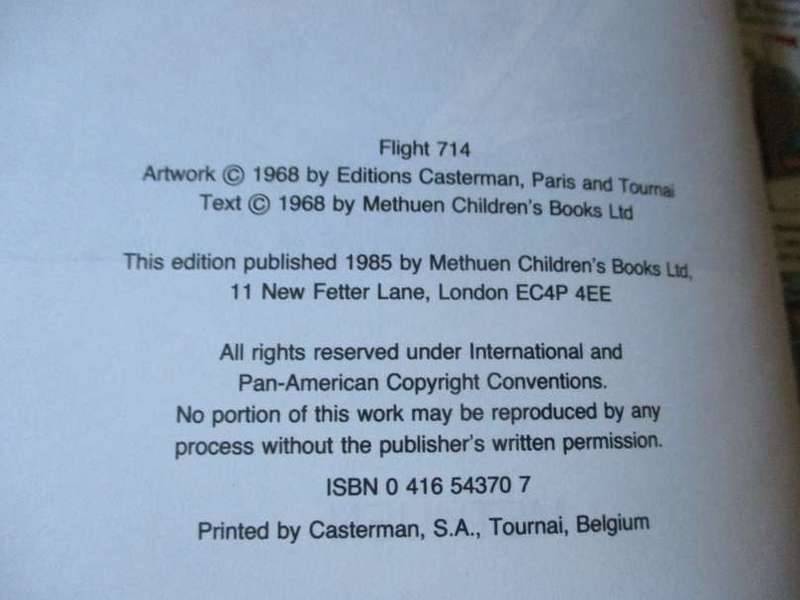 Flight 714
Artwork © 1968 by Editions Casterman, Paris and Tournai
Text © 1968 by Methuen Children's Books Ltd
This edition published 1985 by Methuen Children's Books Ltd,
11 New Fetter Lane, London EC4P 4EE
All rights reserved under International and
Pan-American Copyright Conventions.
No portion of this work may be reproduced by any
process without the publisher's written permission.
ISBN 0 416 54370 7
Printed by Casterman, S.A., Tournai, Belgium